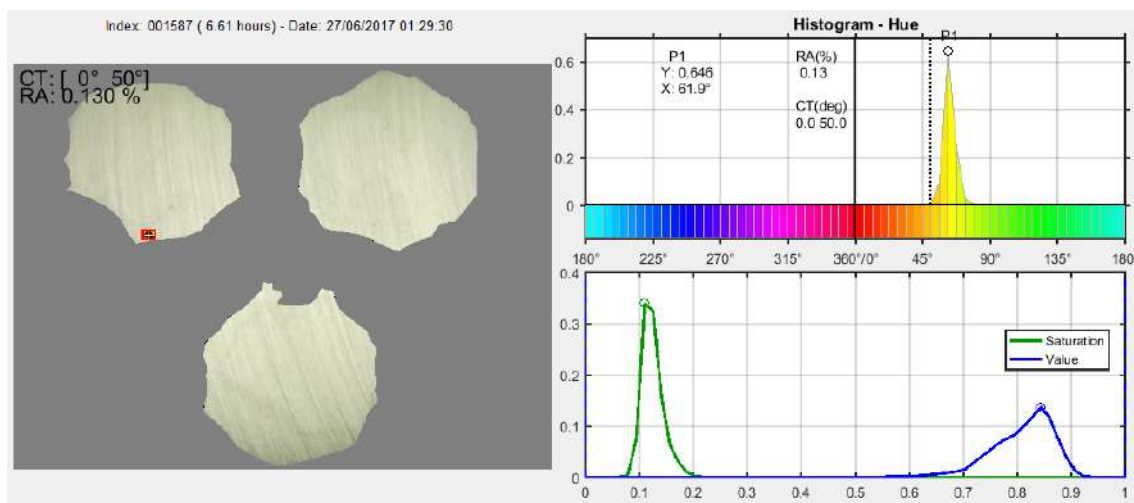 Index: 001587 ( 6.61 hours) - Date: 27/06/2017 01:29:30
CT: [ 0° 50°]
RA: 0.130 %
Histogram - Hue
P1
P1
Y: 0.646
X: 61.9°
RA(%)
0.13
CT(deg)
0.0 50.0
0.6
0.4
0.2
0
180° 225° 270° 315° 360°/0° 45° 90° 135° 180
0.4
0.3
0.2
0.1
0
Saturation
Value
0 0.1 0.2 0.3 0.4 0.5 0.6 0.7 0.8 0.9 1